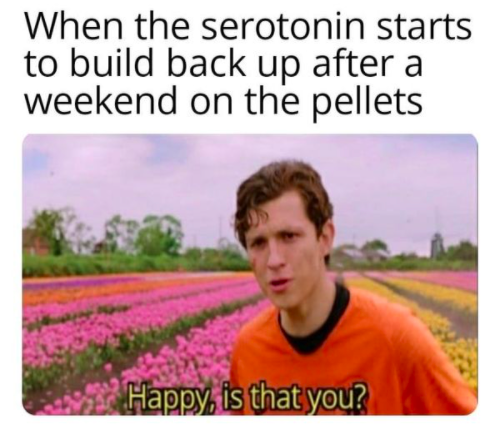 When the serotonin starts
to build back up after a
weekend on the pellets
Happy, is that you?